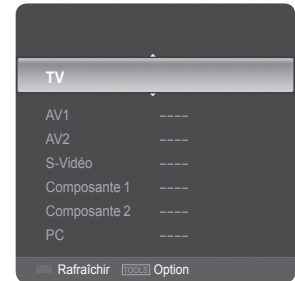 TV
AV1 ----
AV2 ----
S-Vidéo ----
Composante 1 ----
Composante 2 ----
PC ----
Rafraîchir TOOLS Option